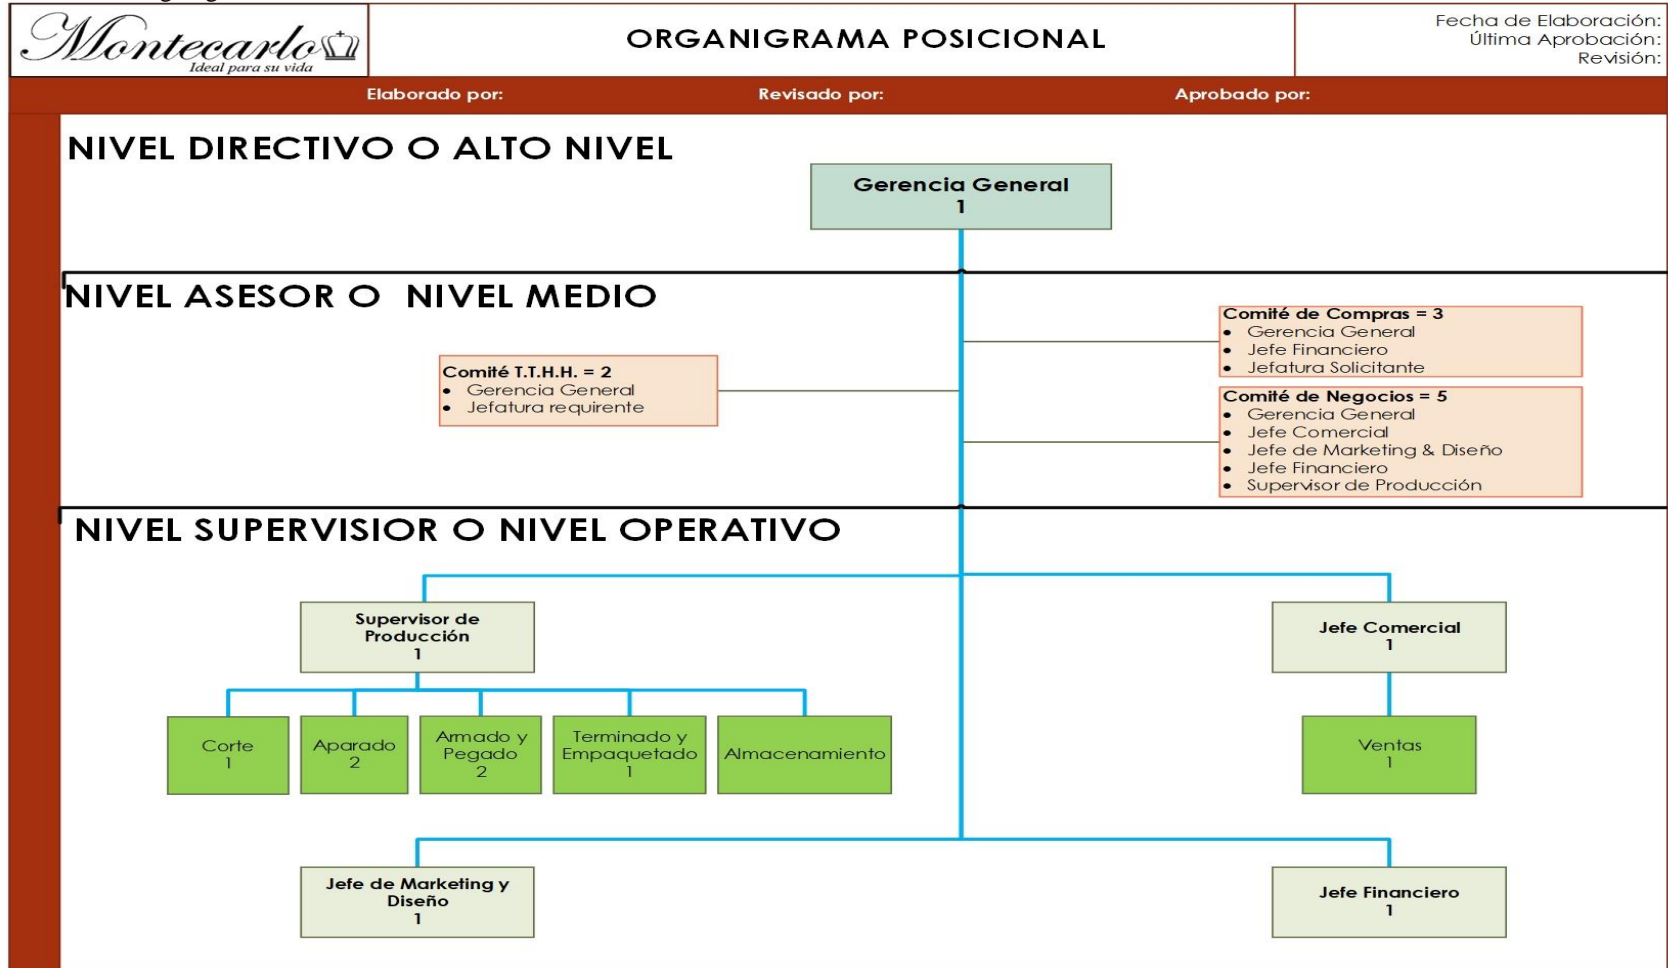 Montecarlo
Ideal para su vida
ORGANIGRAMA POSICIONAL
Fecha de Elaboración:
Última Aprobación:
Revisión:
Elaborado por:
Revisado por:
Aprobado por:
NIVEL DIRECTIVO O ALTO NIVEL
Gerencia General
1
NIVEL ASESOR O NIVEL MEDIO
Comité de Compras = 3
• Gerencia General
• Jefe Financiero
• Jefatura Solicitante
Comité T.T.H.H. = 2
• Gerencia General
• Jefatura requirente
Comité de Negocios = 5
• Gerencia General
• Jefe Comercial
• Jefe de Marketing & Diseño
• Jefe Financiero
• Supervisor de Producción
NIVEL SUPERVISIOR O NIVEL OPERATIVO
Supervisor de
Producción
1
Jefe Comercial
1
Corte
1
Aparado
2
Armado y
Pegado
2
Terminado y
Empaquetado
1
Almacenamiento
Ventas
1
Jefe de Marketing y
Diseño
1
Jefe Financiero
1